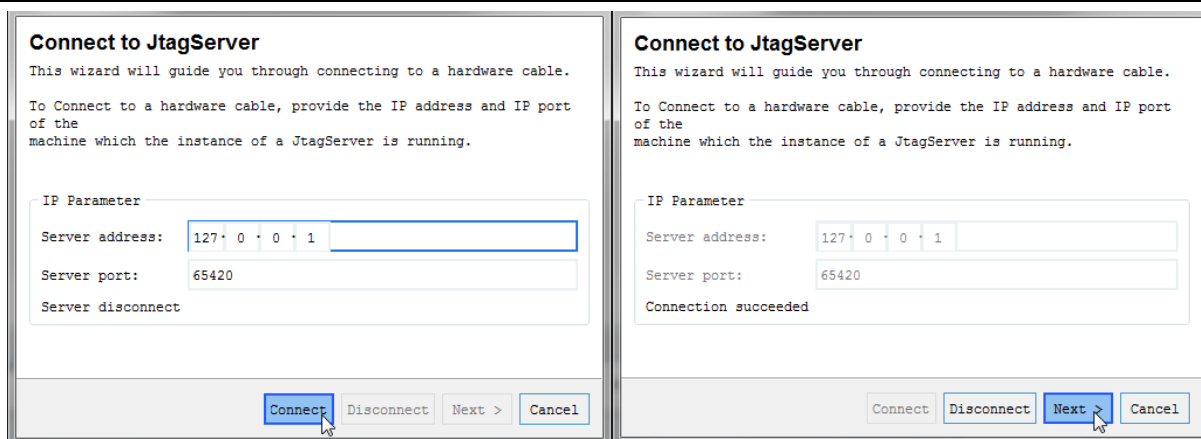 Connect to JtagServer
This wizard will guide you through connecting to a hardware cable.
To Connect to a hardware cable, provide the IP address and IP port
of the
machine which the instance of a JtagServer is running.
IP Parameter
Server address: 127 · 0 · 0 · 1
Server port: 65420
Server disconnect
Connect Disconnect Next > Cancel
Connect to JtagServer
This wizard will guide you through connecting to a hardware cable.
To Connect to a hardware cable, provide the IP address and IP port
of the
machine which the instance of a JtagServer is running.
IP Parameter
Server address: 127 · 0 · 0 · 1
Server port: 65420
Connection succeeded
Connect Disconnect Next > Cancel